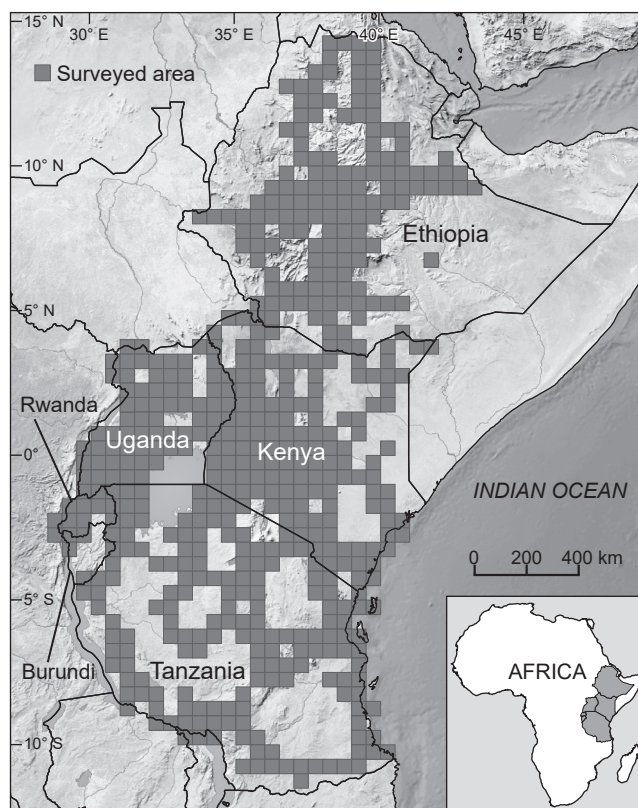 15° N
30° E
35° E
40° E
45° E
Surveyed area
10° N
Ethiopia
5° N
Rwanda
Uganda
Kenya
0°
INDIAN OCEAN
0 200 400 km
5° S
Burundi
Tanzania
AFRICA
10° S